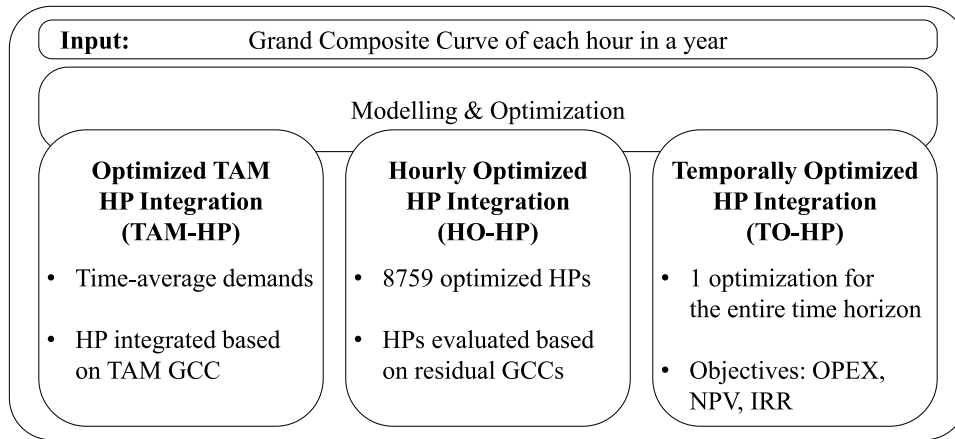 Input: Grand Composite Curve of each hour in a year
Modelling & Optimization
Optimized TAM
HP Integration
(TAM-HP)
• Time-average demands
• HP integrated based
on TAM GCC
Hourly Optimized
HP Integration
(HO-HP)
• 8759 optimized HPs
• HPs evaluated based
on residual GCCs
Temporally Optimized
HP Integration
(TO-HP)
• 1 optimization for
the entire time horizon
• Objectives: OPEX,
NPV, IRR